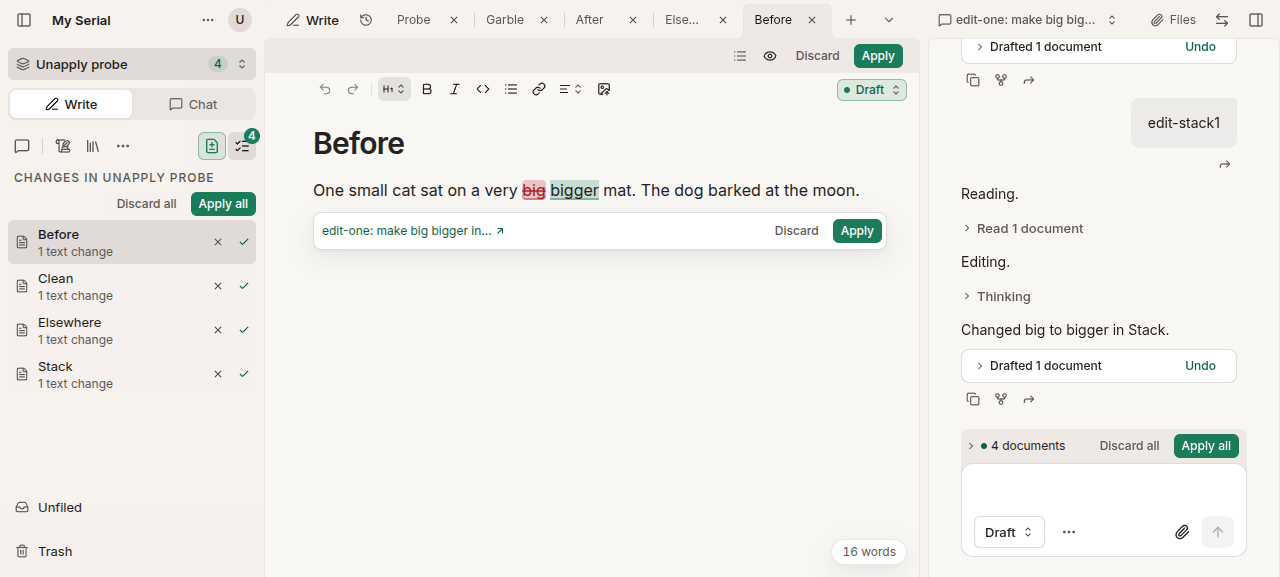 My Serial
U
Unapply probe
4
Write
Chat
4
CHANGES IN UNAPPLY PROBE
Discard all
Apply all
Before
1 text change
Clean
1 text change
Elsewhere
1 text change
Stack
1 text change
Unfiled
Trash
Write
Probe
Garble
After
Else...
Before
Discard
Apply
H1
Draft
Before
One small cat sat on a very big bigger mat. The dog barked at the moon.
edit-one: make big bigger in...
Discard
Apply
16 words
edit-one: make big big...
Files
Drafted 1 document
Undo
edit-stack1
Reading.
Read 1 document
Editing.
Thinking
Changed big to bigger in Stack.
Drafted 1 document
Undo
4 documents
Discard all
Apply all
Draft